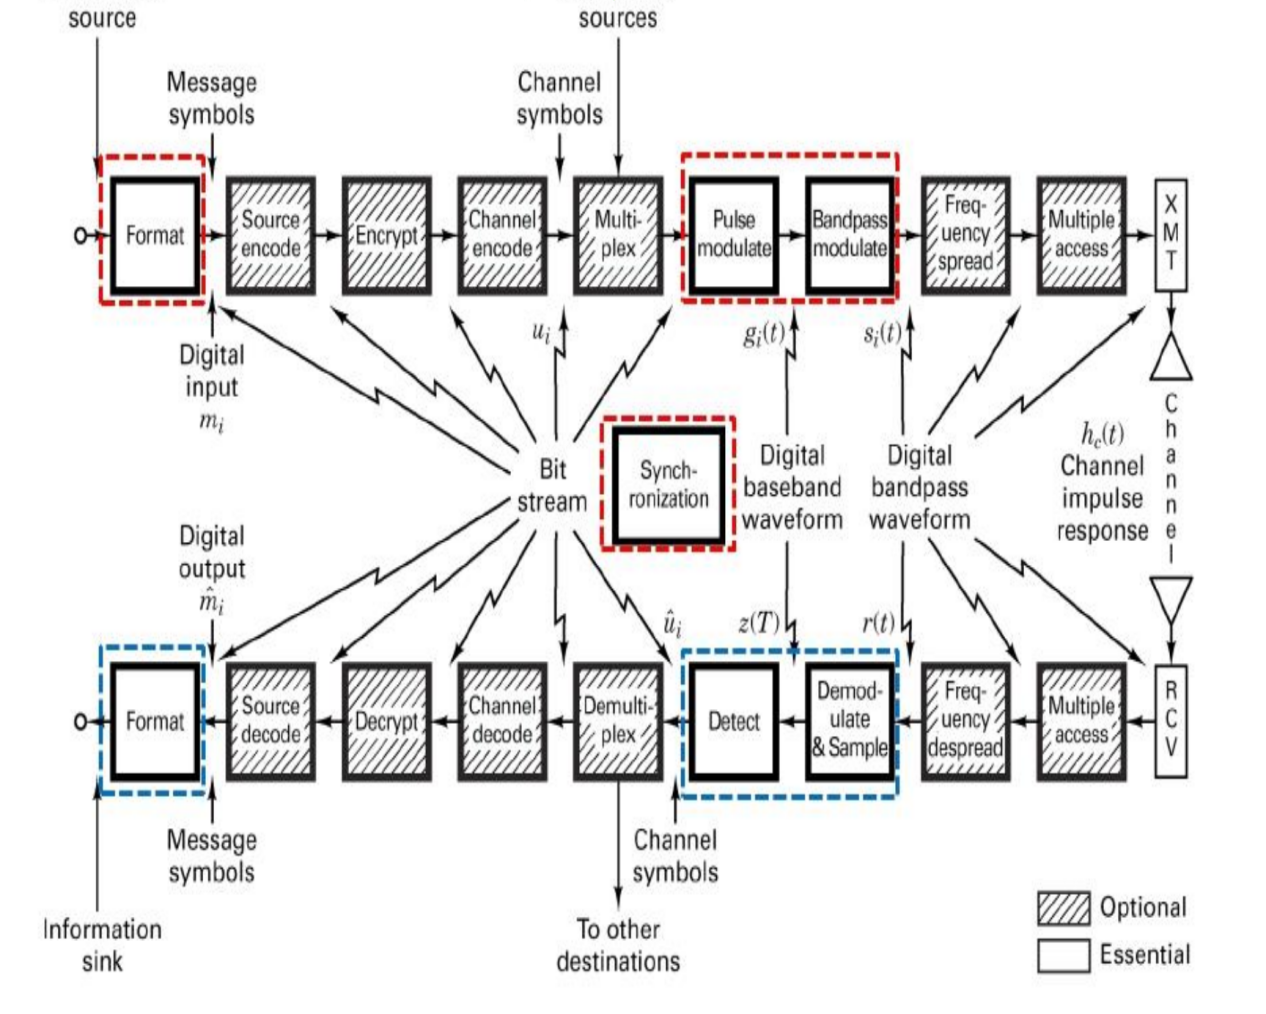 source
sources
Message
symbols
Channel
symbols
Format
Source
encode
Encrypt
Channel
encode
Multi-
plex
Pulse
modulate
Bandpass
modulate
Freq-
uency
spread
Multiple
access
X
M
T
Digital
input
mᵢ
uᵢ
gᵢ(t)
sᵢ(t)
Bit
stream
Synch-
ronization
Digital
baseband
waveform
Digital
bandpass
waveform
h꜀(t)
Channel
impulse
response
C
h
a
n
n
e
l
Digital
output
m̂ᵢ
ûᵢ
z(T)
r(t)
Format
Source
decode
Decrypt
Channel
decode
Demulti-
plex
Detect
Demod-
ulate
& Sample
Freq-
uency
despread
Multiple
access
R
C
V
Message
symbols
Channel
symbols
Information
sink
To other
destinations
Optional
Essential